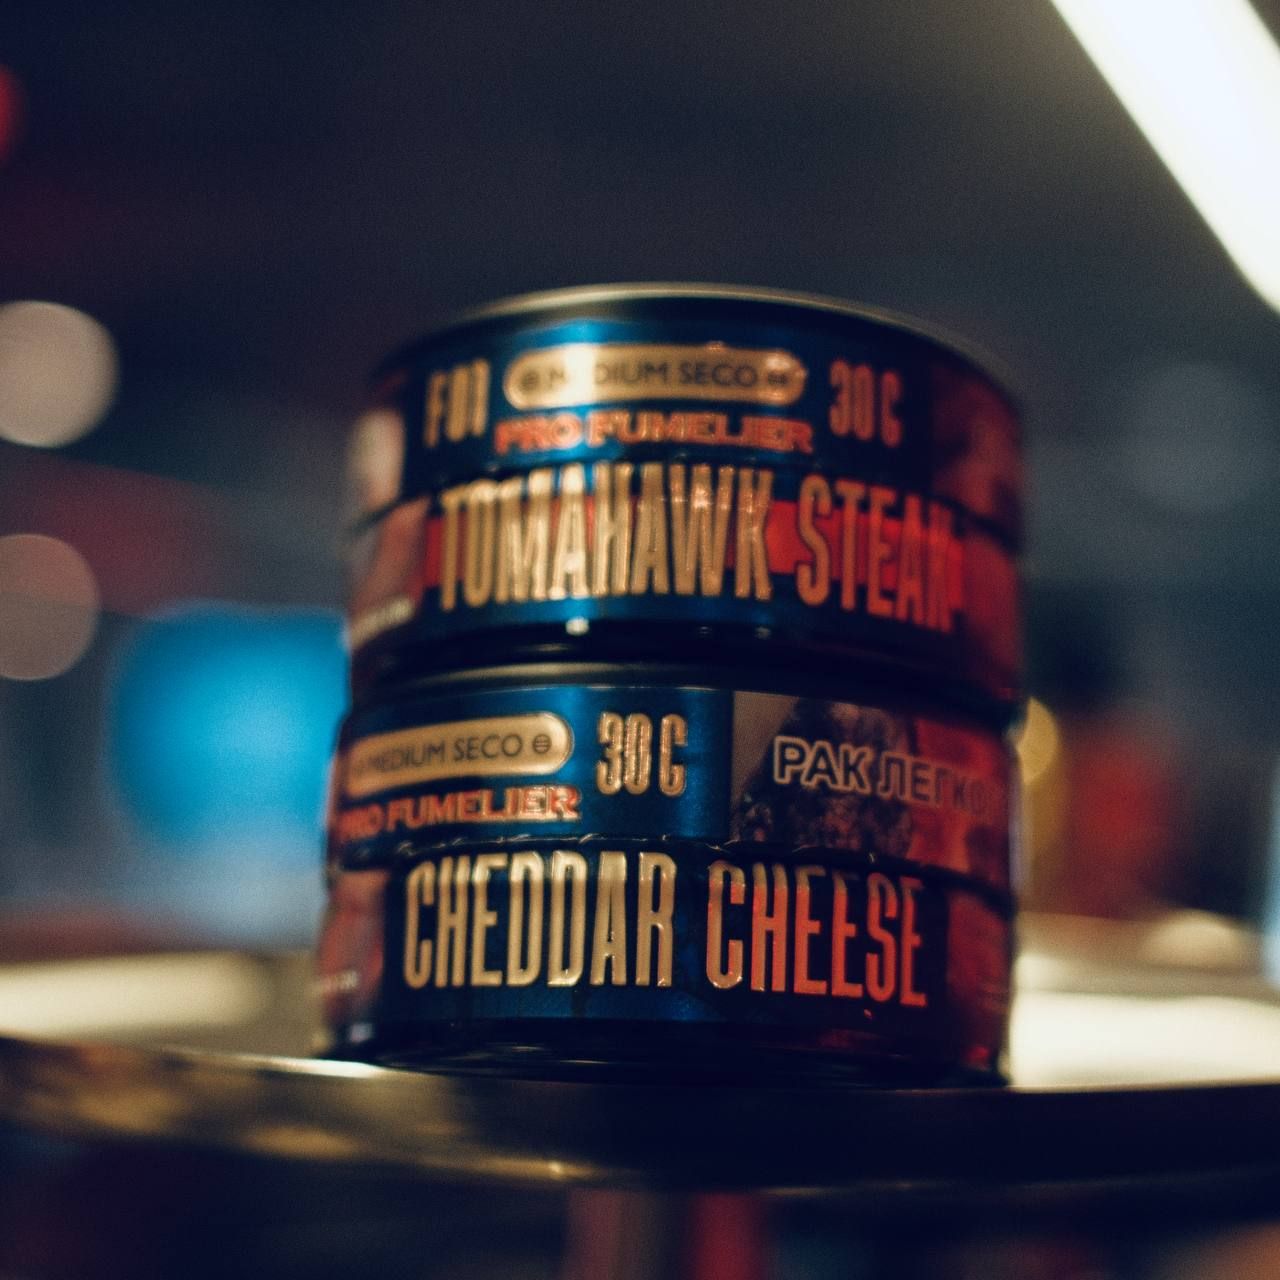 MEDIUM SECO
30 G
PRO FUMELIER
TOMAHAWK STEAK
MEDIUM SECO
30 G
PRO FUMELIER
РАК ЛЕГКО
CHEDDAR CHEESE